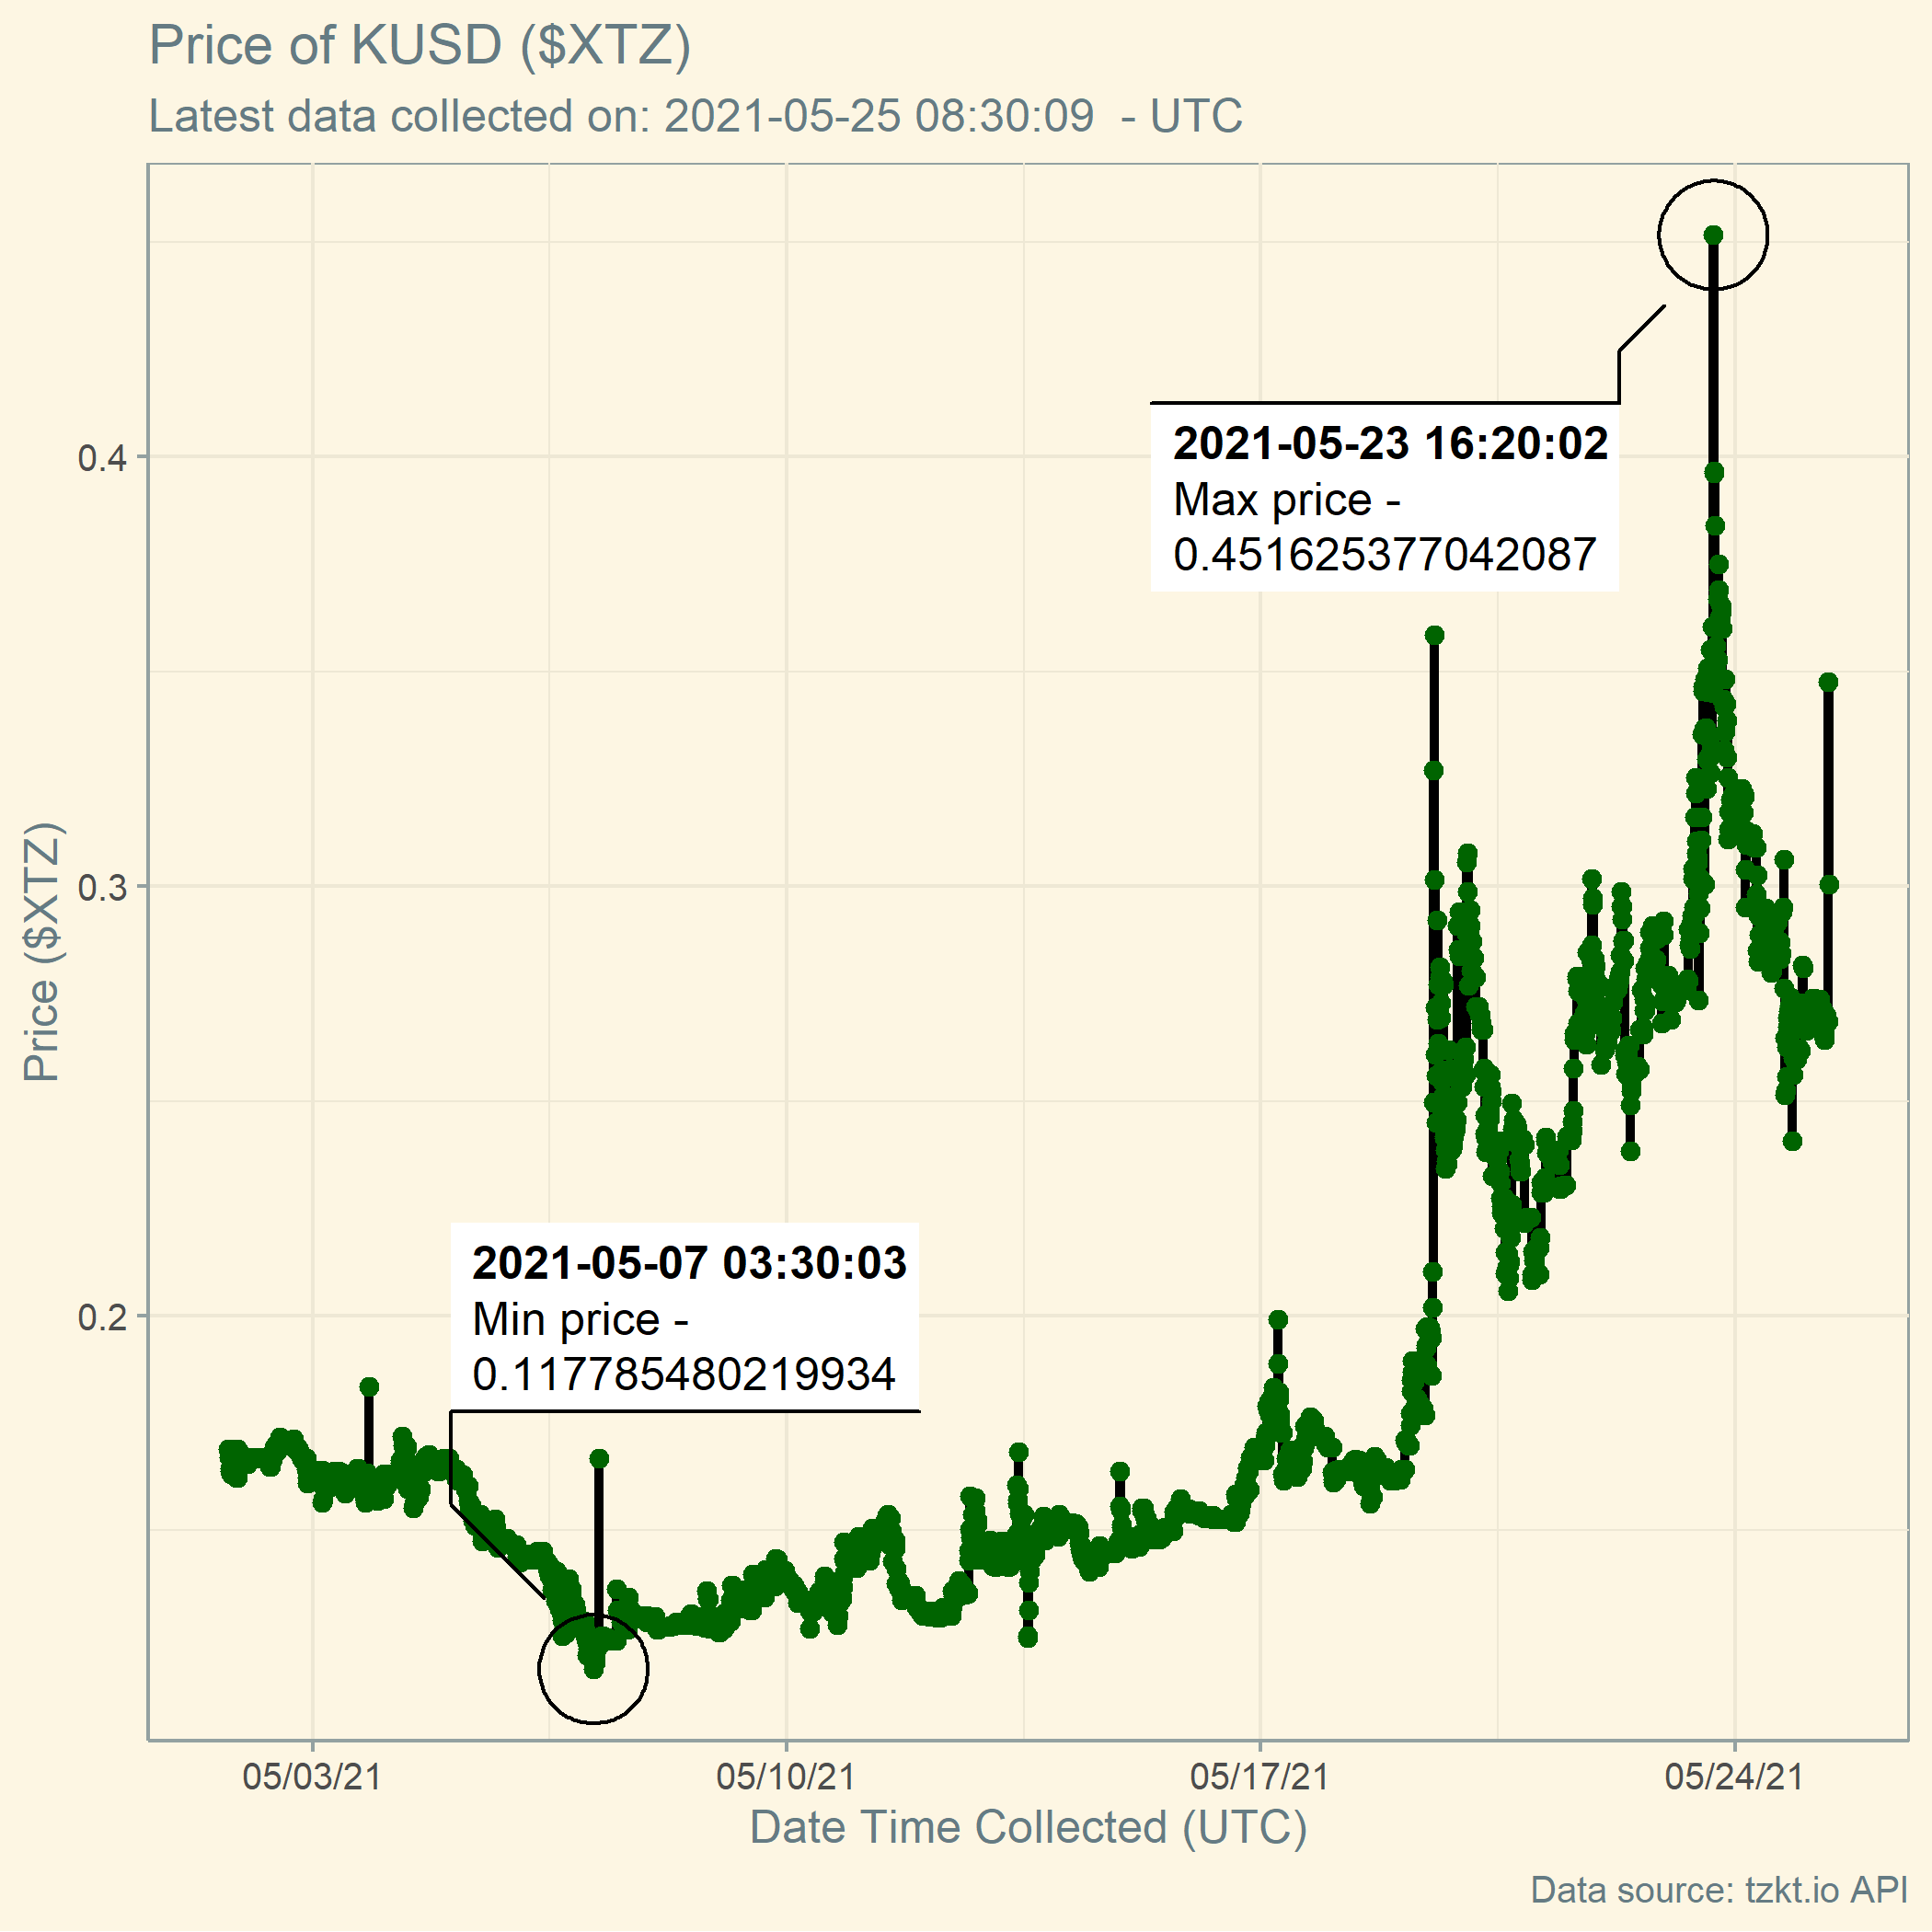 Price of KUSD ($XTZ)
Latest data collected on: 2021-05-25 08:30:09  - UTC
2021-05-23 16:20:02
Max price -
0.451625377042087
2021-05-07 03:30:03
Min price -
0.117785480219934
Price ($XTZ)
0.4
0.3
0.2
05/03/21
05/10/21
05/17/21
05/24/21
Date Time Collected (UTC)
Data source: tzkt.io API